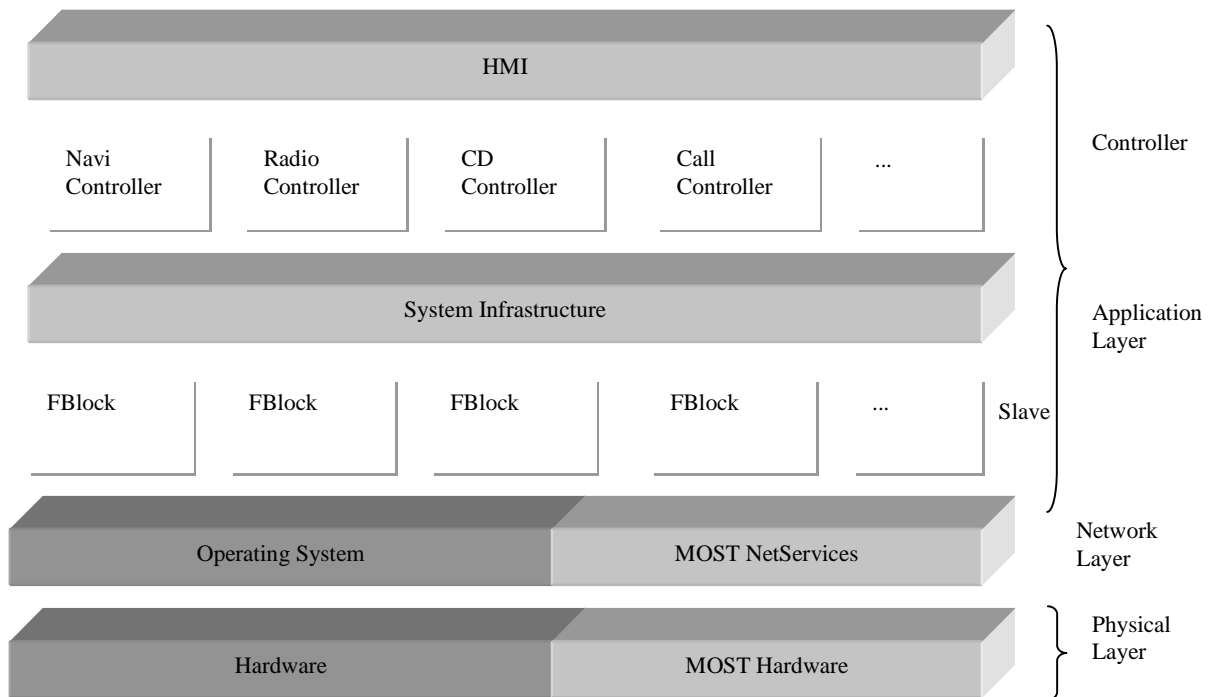 HMI
Controller
Navi
Controller
Radio
Controller
CD
Controller
Call
Controller
...
System Infrastructure
Application
Layer
FBlock
FBlock
FBlock
FBlock
...
Slave
Operating System
MOST NetServices
Network
Layer
Hardware
MOST Hardware
Physical
Layer